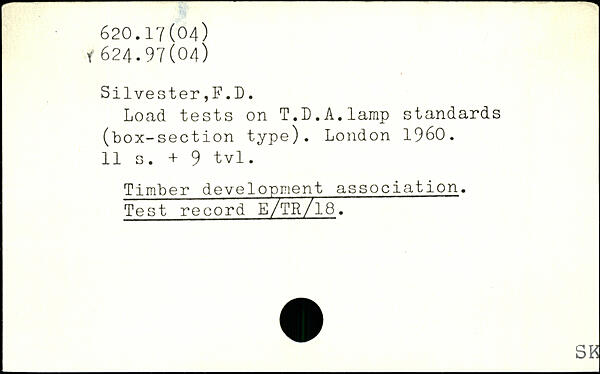 620.17(04)
624.97(04)
Silvester,F.D.
Load tests on T.D.A.lamp standards
(box-section type). London 1960.
11 s. + 9 tvl.
Timber development association.
Test record E/TR/18.
SK